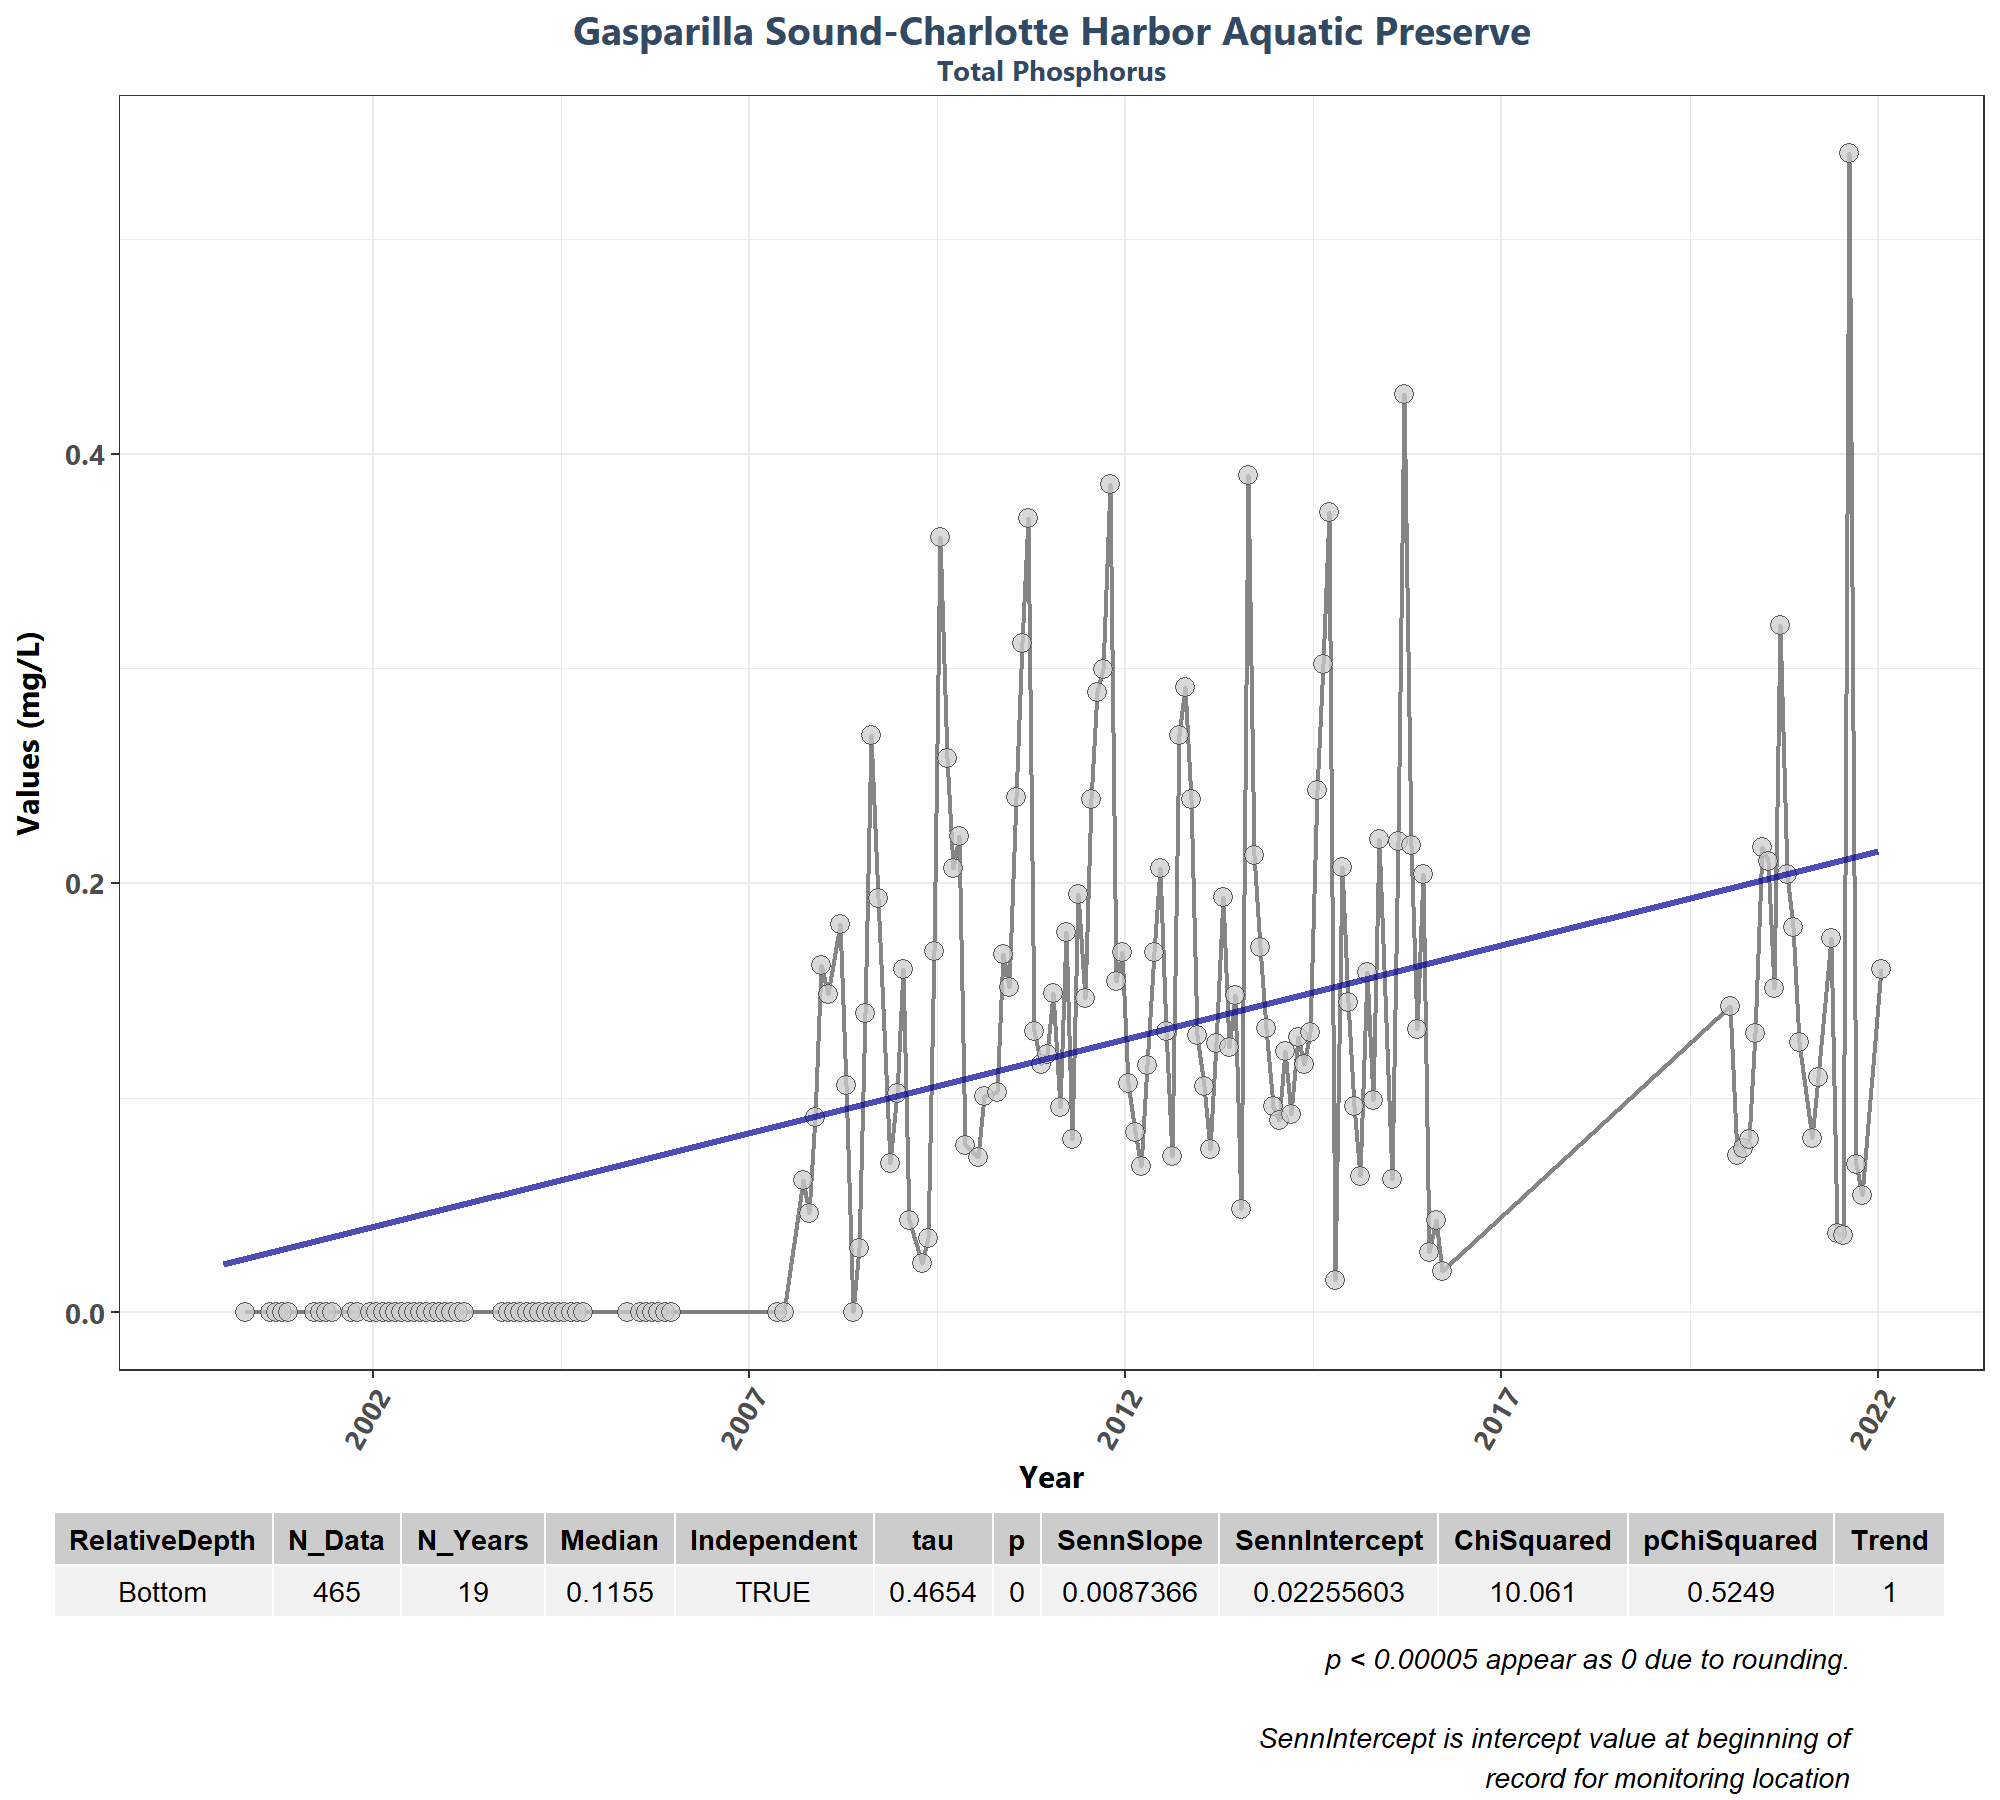 Gasparilla Sound-Charlotte Harbor Aquatic Preserve
Total Phosphorus
Values (mg/L)
0.4
0.2
0.0
2002 2007 2012 2017 2022
Year
RelativeDepth N_Data N_Years Median Independent tau p SennSlope SennIntercept ChiSquared pChiSquared Trend
Bottom 465 19 0.1155 TRUE 0.4654 0 0.0087366 0.02255603 10.061 0.5249 1
p < 0.00005 appear as 0 due to rounding.
SennIntercept is intercept value at beginning of
record for monitoring location